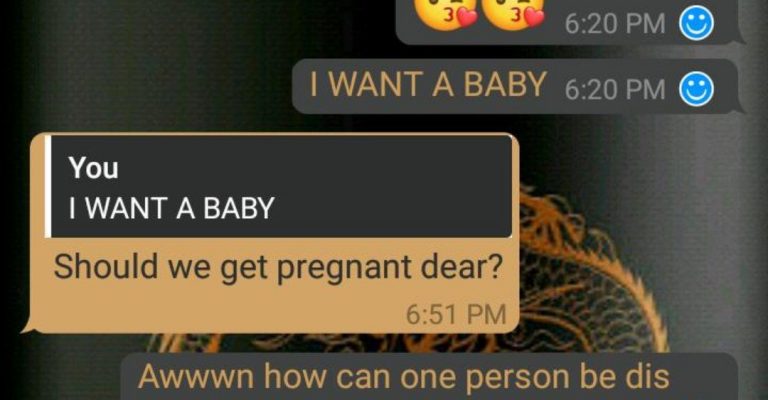 😘😘 6:20 PM
I WANT A BABY 6:20 PM
You
I WANT A BABY
Should we get pregnant dear?
6:51 PM
Awwwn how can one person be dis